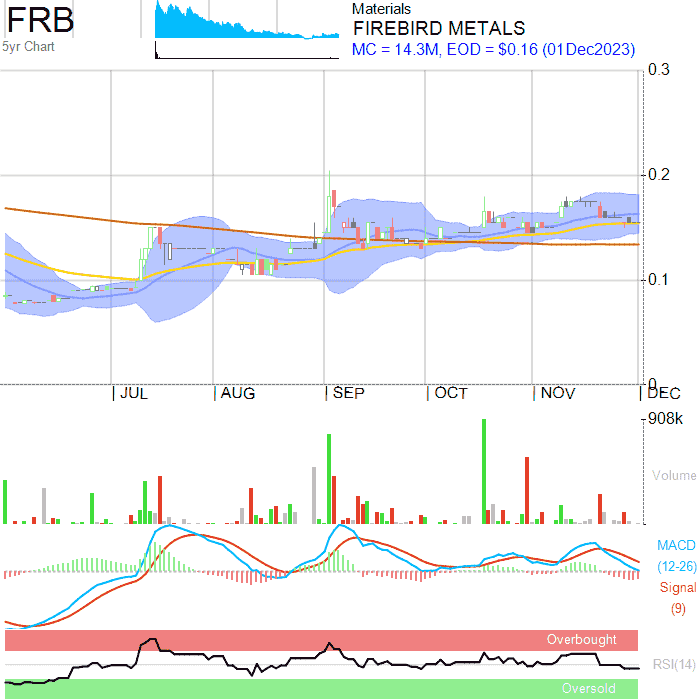 FRB
5yr Chart
Materials
FIREBIRD METALS
MC = 14.3M, EOD = $0.16 (01Dec2023)
0.3
0.2
0.1
0
JUL AUG SEP OCT NOV DEC
908k
Volume
MACD
(12-26)
Signal
(9)
Overbought
RSI(14)
Oversold